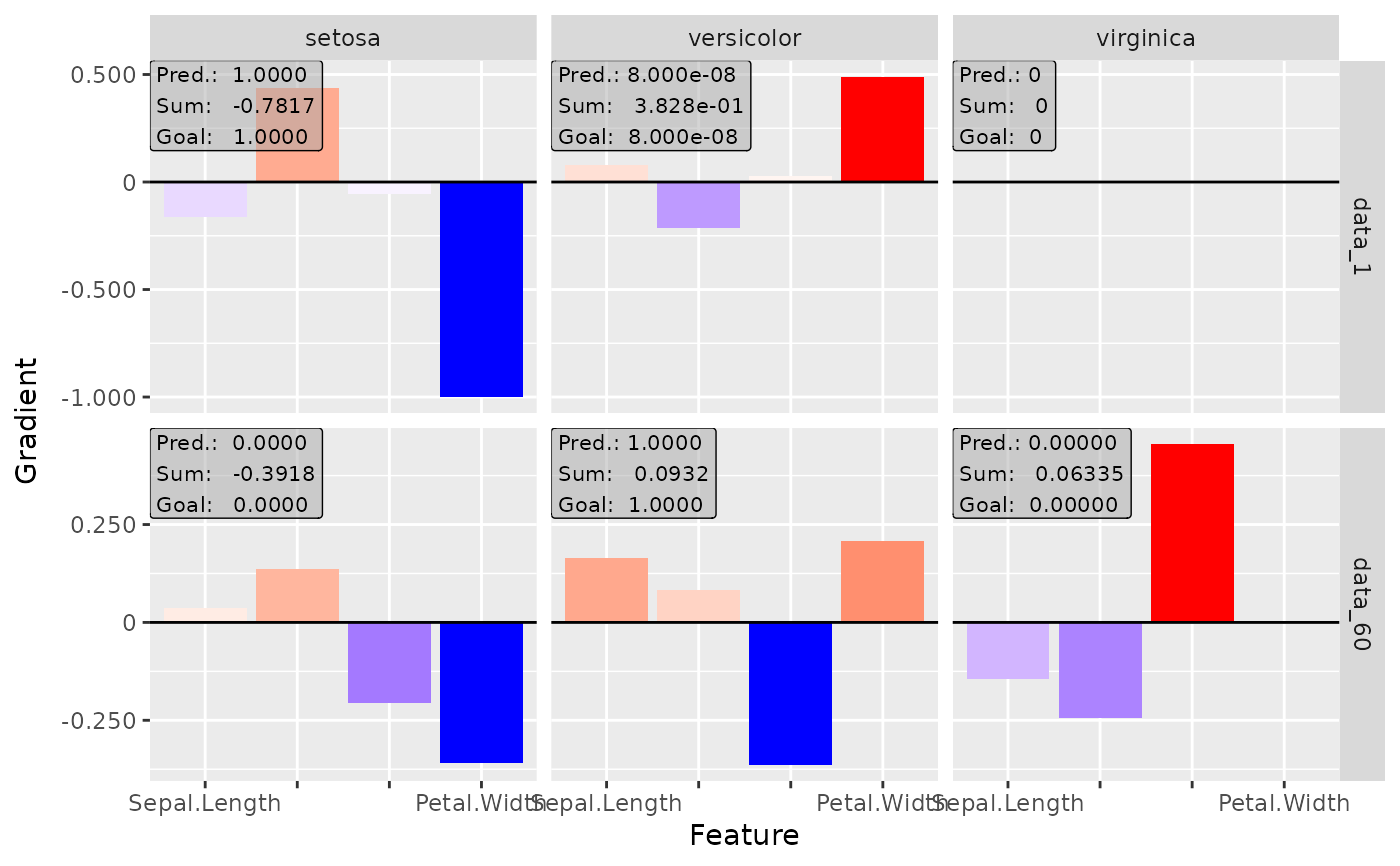 setosa
versicolor
virginica
Pred.: 1.0000
Sum: -0.7817
Goal: 1.0000
Pred.: 8.000e-08
Sum: 3.828e-01
Goal: 8.000e-08
Pred.: 0
Sum: 0
Goal: 0
0.500
0
-0.500
-1.000
data_1
Gradient
Pred.: 0.0000
Sum: -0.3918
Goal: 0.0000
Pred.: 1.0000
Sum: 0.0932
Goal: 1.0000
Pred.: 0.00000
Sum: 0.06335
Goal: 0.00000
0.250
0
-0.250
data_60
Sepal.Length
Petal.Width
Sepal.Length
Petal.Width
Sepal.Length
Petal.Width
Feature